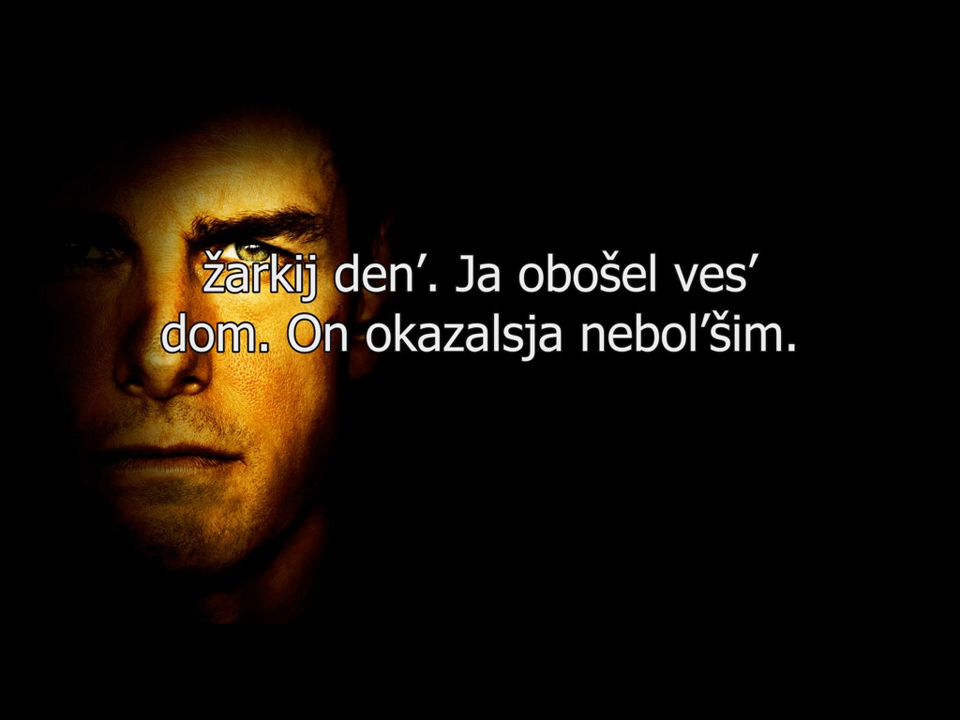 žarkij den’. Ja obošel ves’
dom. On okazalsja nebol’šim.